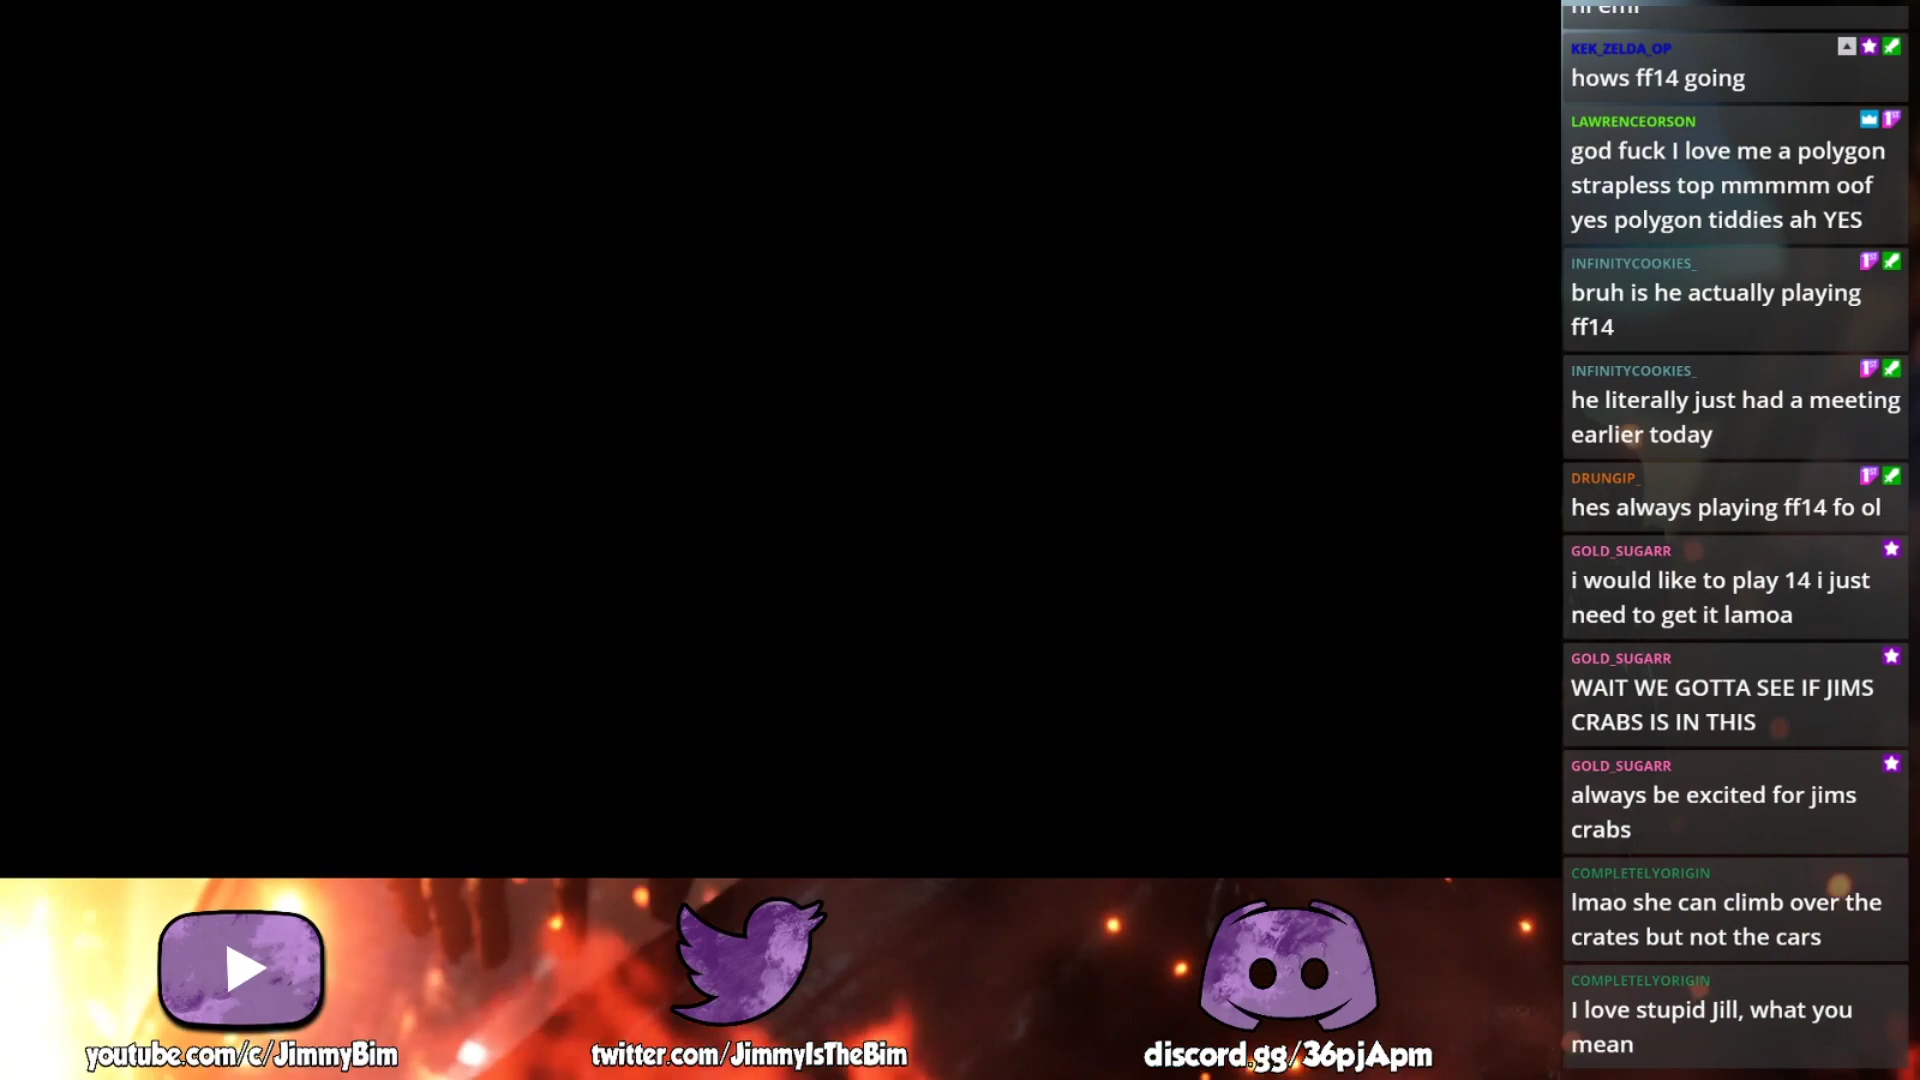 hi emi
KEK_ZELDA_OP
hows ff14 going
LAWRENCEORSON
god fuck I love me a polygon
strapless top mmmmm oof
yes polygon tiddies ah YES
INFINITYCOOKIES_
bruh is he actually playing
ff14
INFINITYCOOKIES_
he literally just had a meeting
earlier today
DRUNGIP_
hes always playing ff14 fo ol
GOLD_SUGARR
i would like to play 14 i just
need to get it lamoa
GOLD_SUGARR
WAIT WE GOTTA SEE IF JIMS
CRABS IS IN THIS
GOLD_SUGARR
always be excited for jims
crabs
COMPLETELYORIGIN
lmao she can climb over the
crates but not the cars
COMPLETELYORIGIN
I love stupid Jill, what you
mean
youtube.com/c/JimmyBim
twitter.com/JimmyIsTheBim
discord.gg/36pjApm